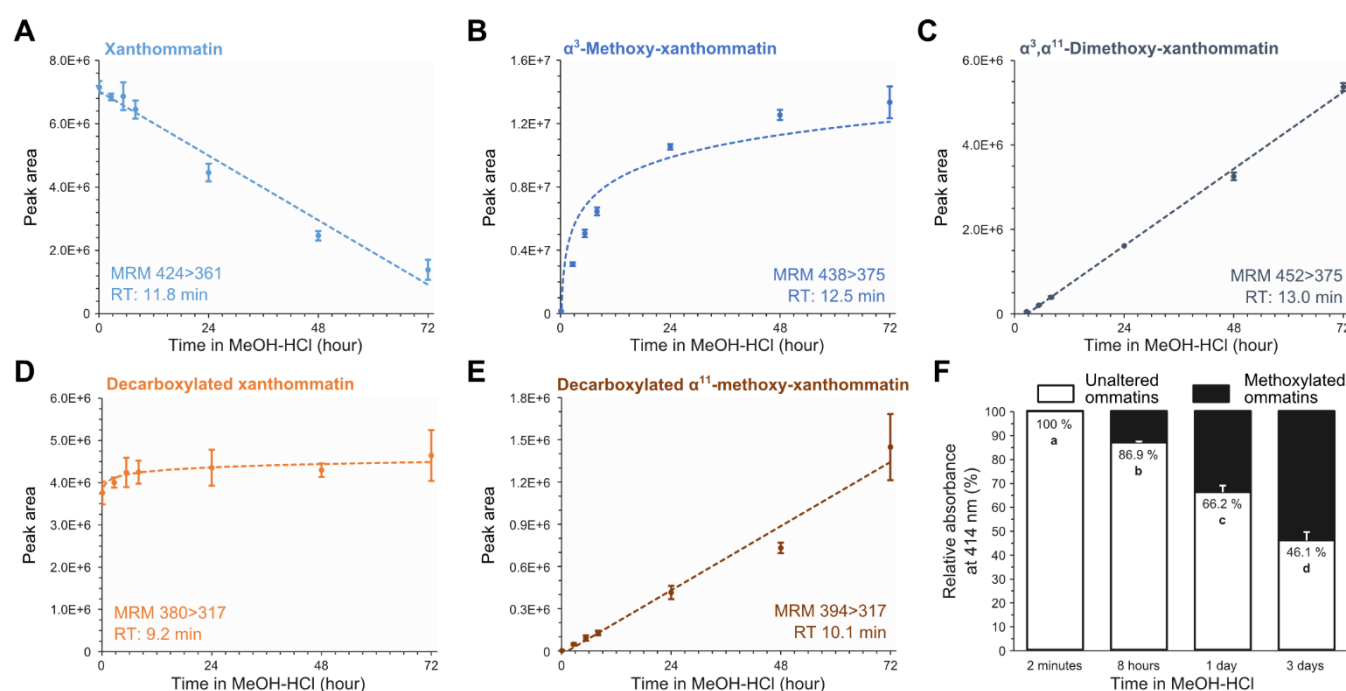 A
Xanthommatin
8.0E+6
6.0E+6
4.0E+6
2.0E+6
0
Peak area
MRM 424>361
RT: 11.8 min
0 24 48 72
Time in MeOH-HCl (hour)
B
α³-Methoxy-xanthommatin
1.6E+7
1.2E+7
0.8E+7
0.4E+7
0
Peak area
MRM 438>375
RT: 12.5 min
0 24 48 72
Time in MeOH-HCl (hour)
C
α³,α¹¹-Dimethoxy-xanthommatin
6.0E+6
4.0E+6
2.0E+6
0
Peak area
MRM 452>375
RT: 13.0 min
0 24 48 72
Time in MeOH-HCl (hour)
D
Decarboxylated xanthommatin
6.0E+6
5.0E+6
4.0E+6
3.0E+6
2.0E+6
1.0E+6
0
Peak area
MRM 380>317
RT: 9.2 min
0 24 48 72
Time in MeOH-HCl (hour)
E
Decarboxylated α¹¹-methoxy-xanthommatin
1.8E+6
1.5E+6
1.2E+6
0.9E+6
0.6E+6
0.3E+6
0
Peak area
MRM 394>317
RT 10.1 min
0 24 48 72
Time in MeOH-HCl (hour)
F
Unaltered ommatins
Methoxylated ommatins
100
90
80
70
60
50
40
30
20
10
0
Relative absorbance
at 414 nm (%)
100 %
a
86.9 %
b
66.2 %
c
46.1 %
d
2 minutes 8 hours 1 day 3 days
Time in MeOH-HCl